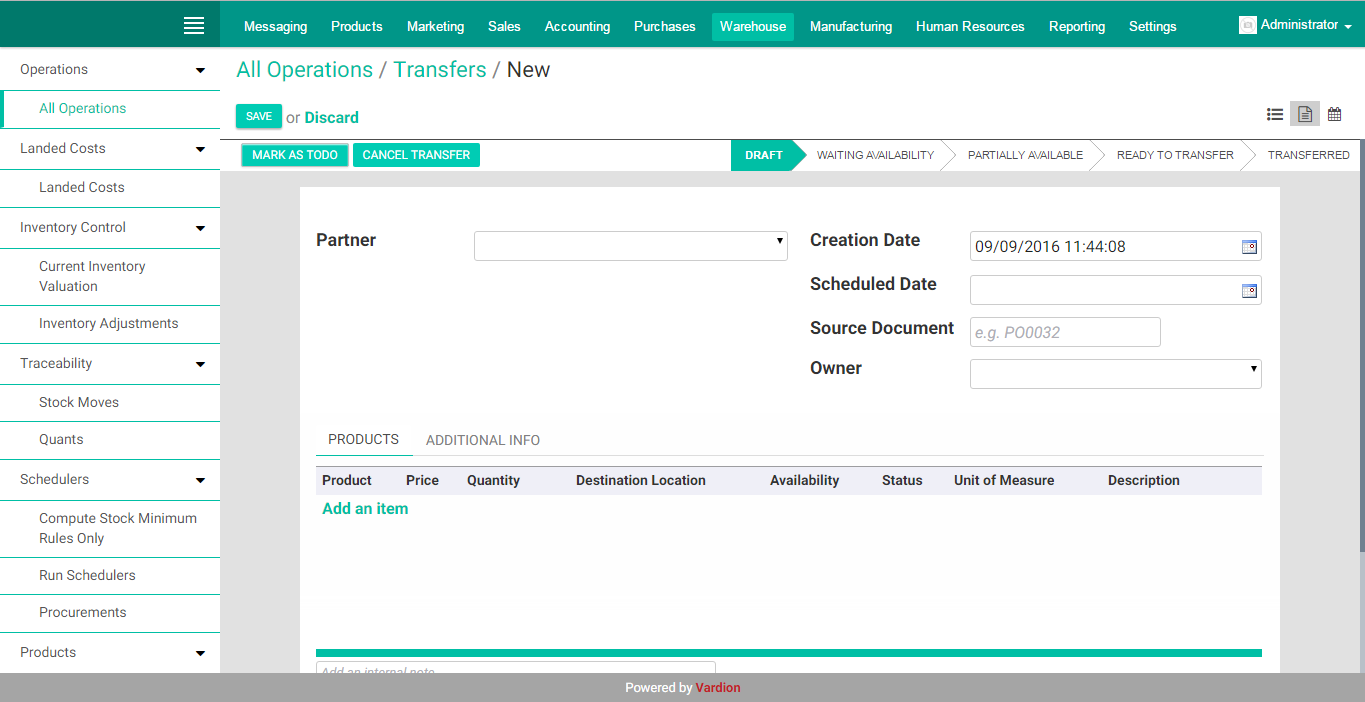 Messaging Products Marketing Sales Accounting Purchases Warehouse Manufacturing Human Resources Reporting Settings Administrator
Operations
All Operations
Landed Costs
Landed Costs
Inventory Control
Current Inventory
Valuation
Inventory Adjustments
Traceability
Stock Moves
Quants
Schedulers
Compute Stock Minimum
Rules Only
Run Schedulers
Procurements
Products
All Operations / Transfers / New
SAVE or Discard
MARK AS TODO CANCEL TRANSFER DRAFT WAITING AVAILABILITY PARTIALLY AVAILABLE READY TO TRANSFER TRANSFERRED
Partner
Creation Date 09/09/2016 11:44:08
Scheduled Date
Source Document e.g. PO0032
Owner
PRODUCTS ADDITIONAL INFO
Product Price Quantity Destination Location Availability Status Unit of Measure Description
Add an item
Add an internal note
Powered by Vardion